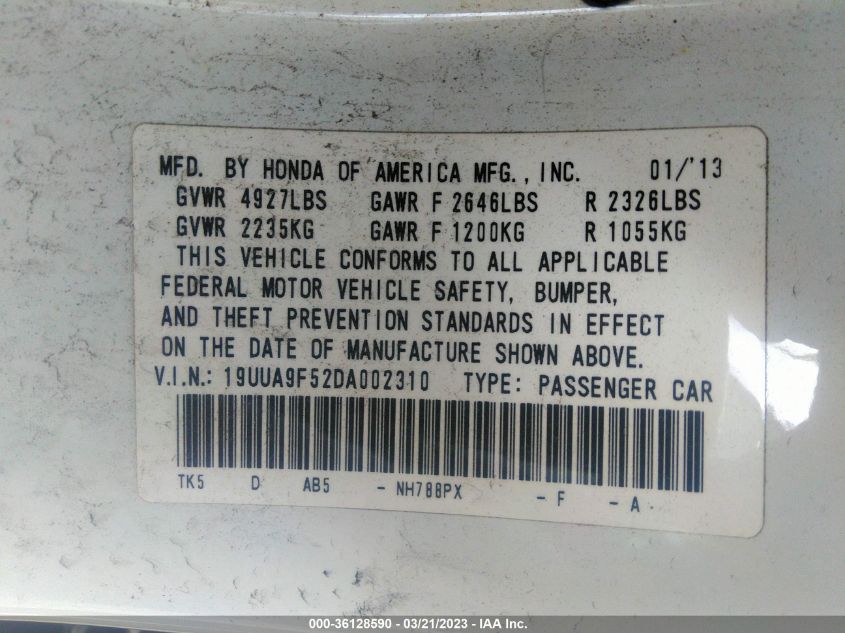 MFD. BY HONDA OF AMERICA MFG., INC. 01/'13
GVWR 4927LBS GAWR F 2646LBS R 2326LBS
GVWR 2235KG GAWR F 1200KG R 1055KG
THIS VEHICLE CONFORMS TO ALL APPLICABLE
FEDERAL MOTOR VEHICLE SAFETY, BUMPER,
AND THEFT PREVENTION STANDARDS IN EFFECT
ON THE DATE OF MANUFACTURE SHOWN ABOVE.
V.I.N.: 19UUA9F52DA002310 TYPE: PASSENGER CAR
TK5 D AB5 - NH788PX - F - A
000-36128590 - 03/21/2023 - IAA Inc.